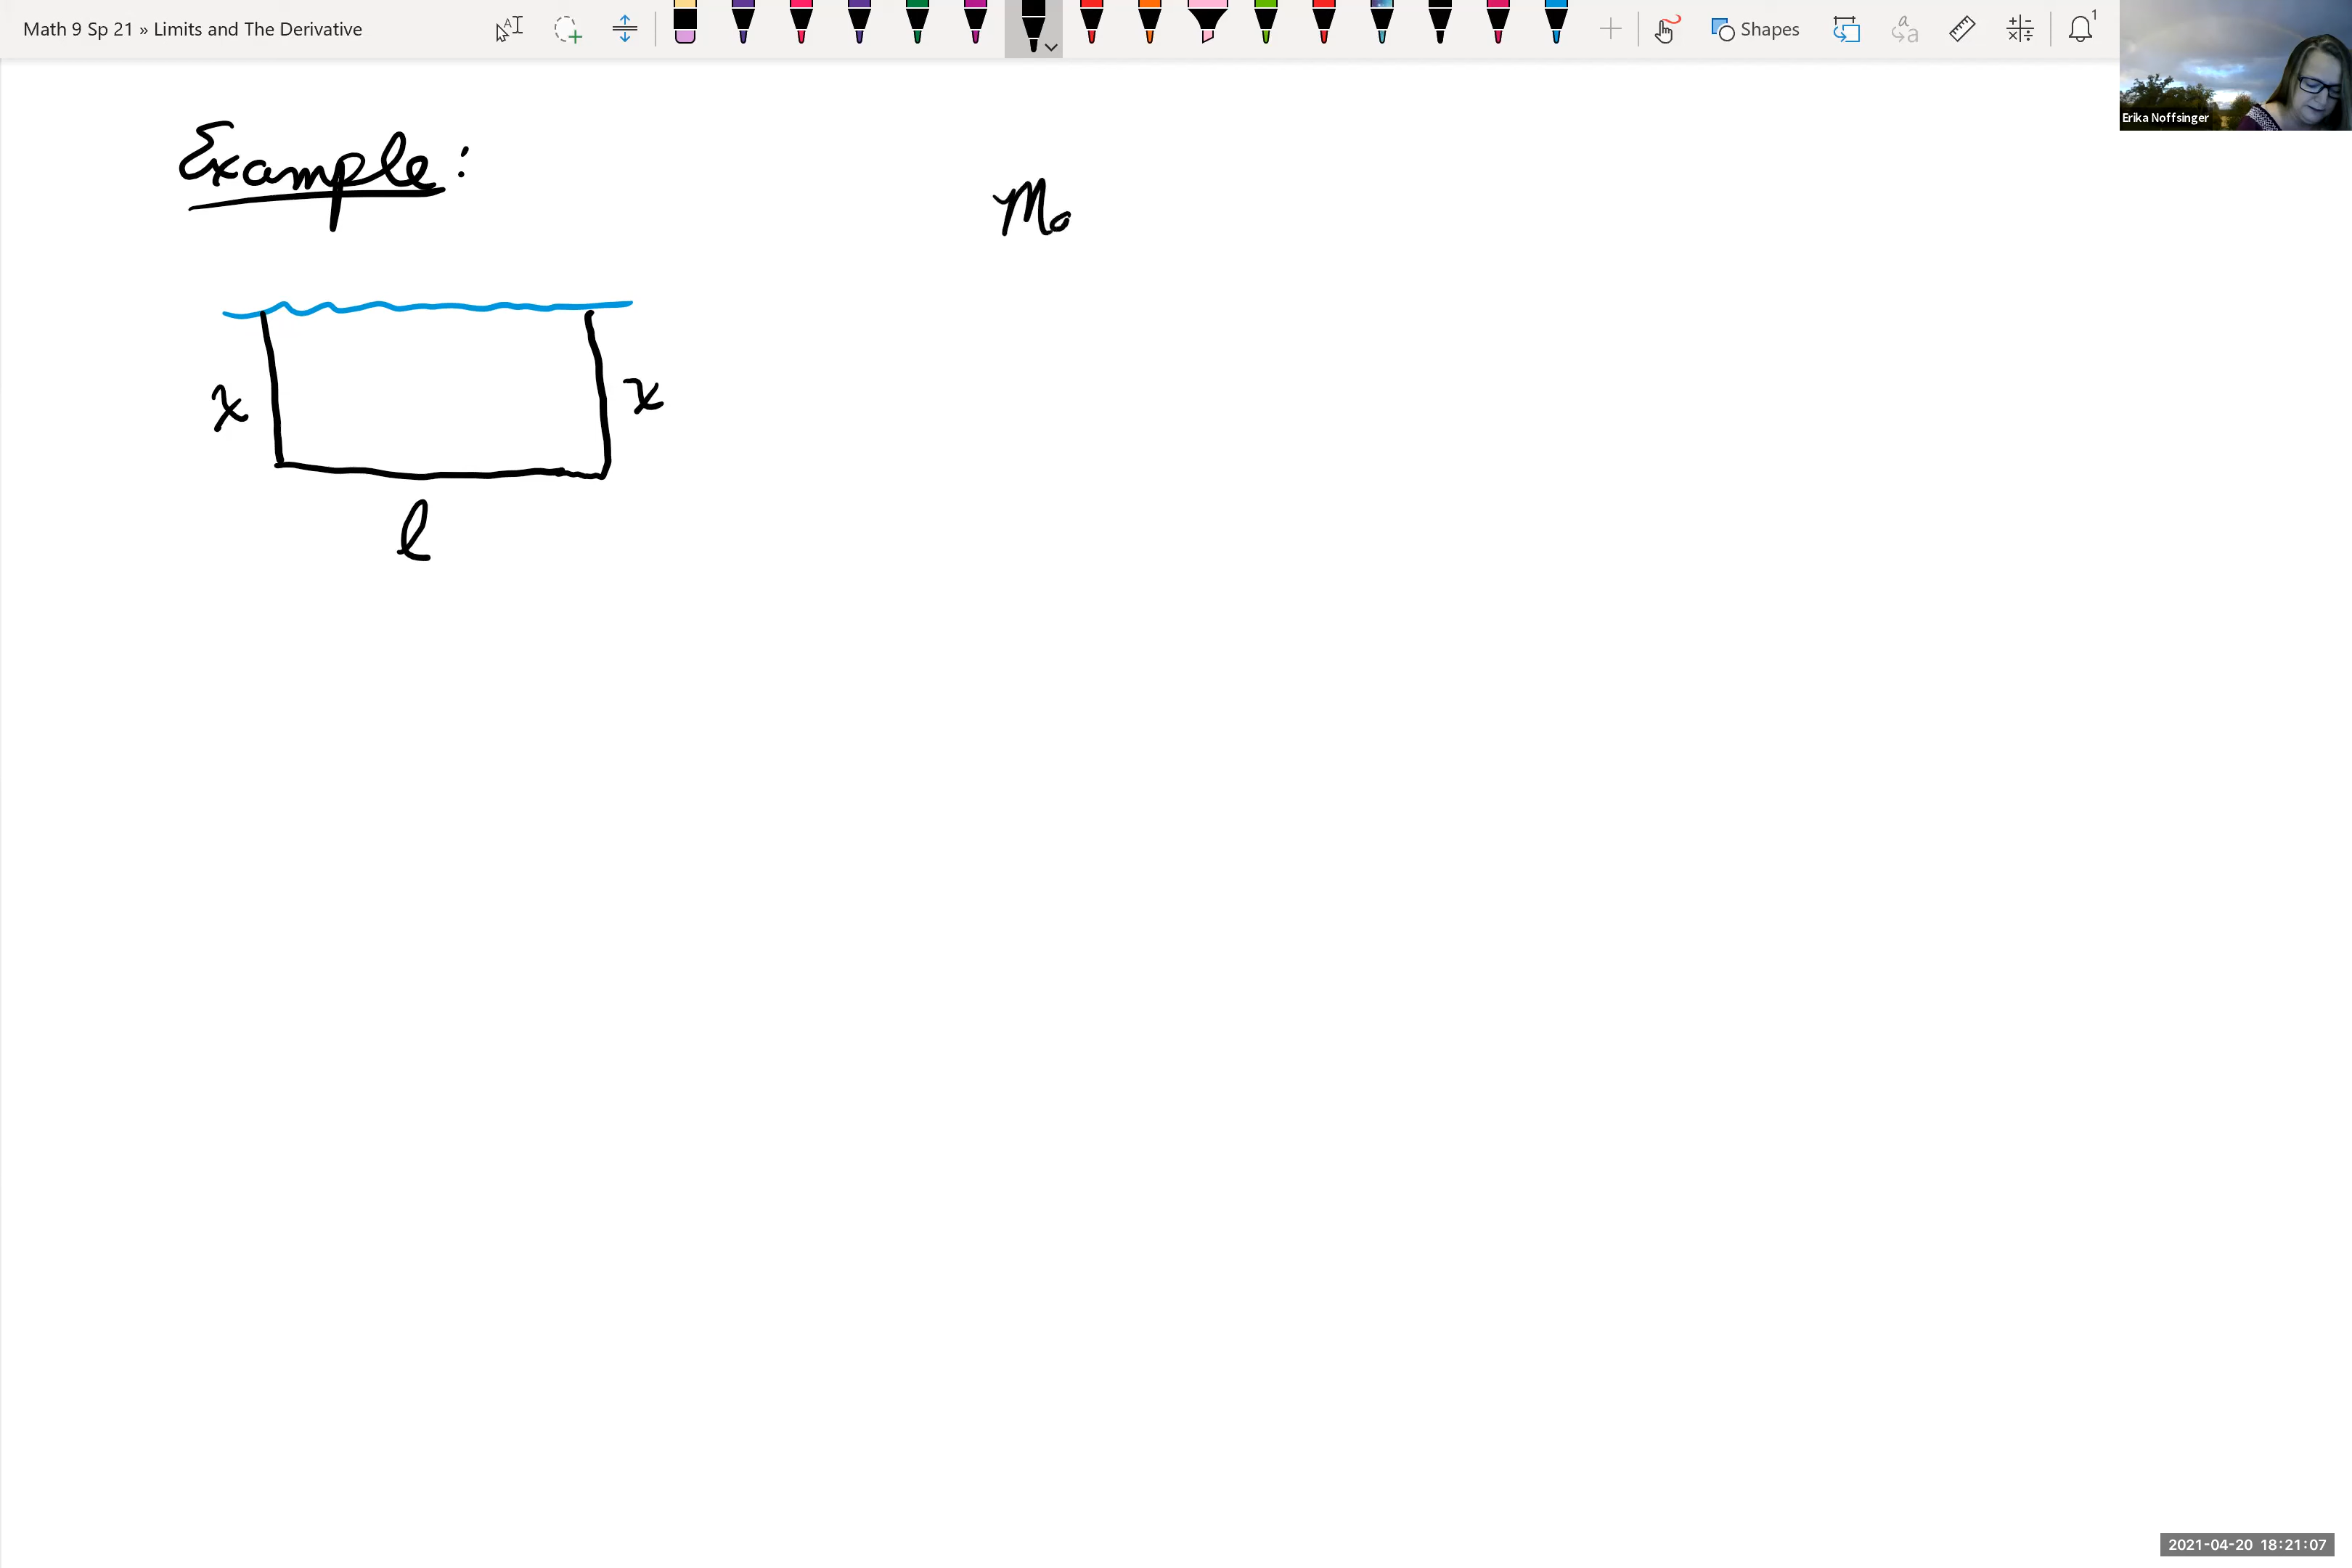 Math 9 Sp 21 » Limits and The Derivative
Shapes
1
Erika Noffsinger
Example:
Ma
x
x
l
2021-04-20 18:21:07